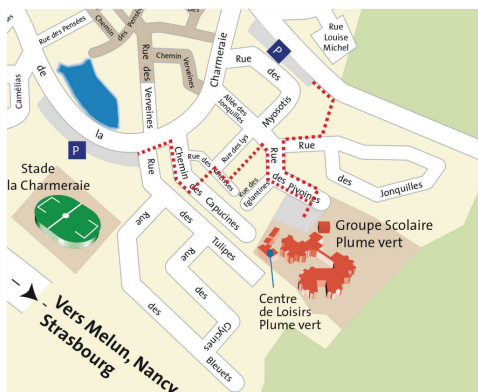 Rue des Pensées
Chemin
des
Pensées
Rue
Louise
Michel
P
Camélias
de
la
Rue des Verveines
Chemin
des
Verveines
Charmeraie
Rue
des
Myosotis
Allée
des
Jonquilles
Rue des Lys
P
Rue
Chemin
des
Capucines
Rue des
Rue
des
Pivoines
Rue
des
Jonquilles
Rue des
Eglantines
Stade
la Charmeraie
Rue
des
Tulipes
Rue
des
Glycines
des
Bleuets
Groupe Scolaire
Plume vert
Centre
de Loisirs
Plume vert
Vers Melun, Nancy
Strasbourg